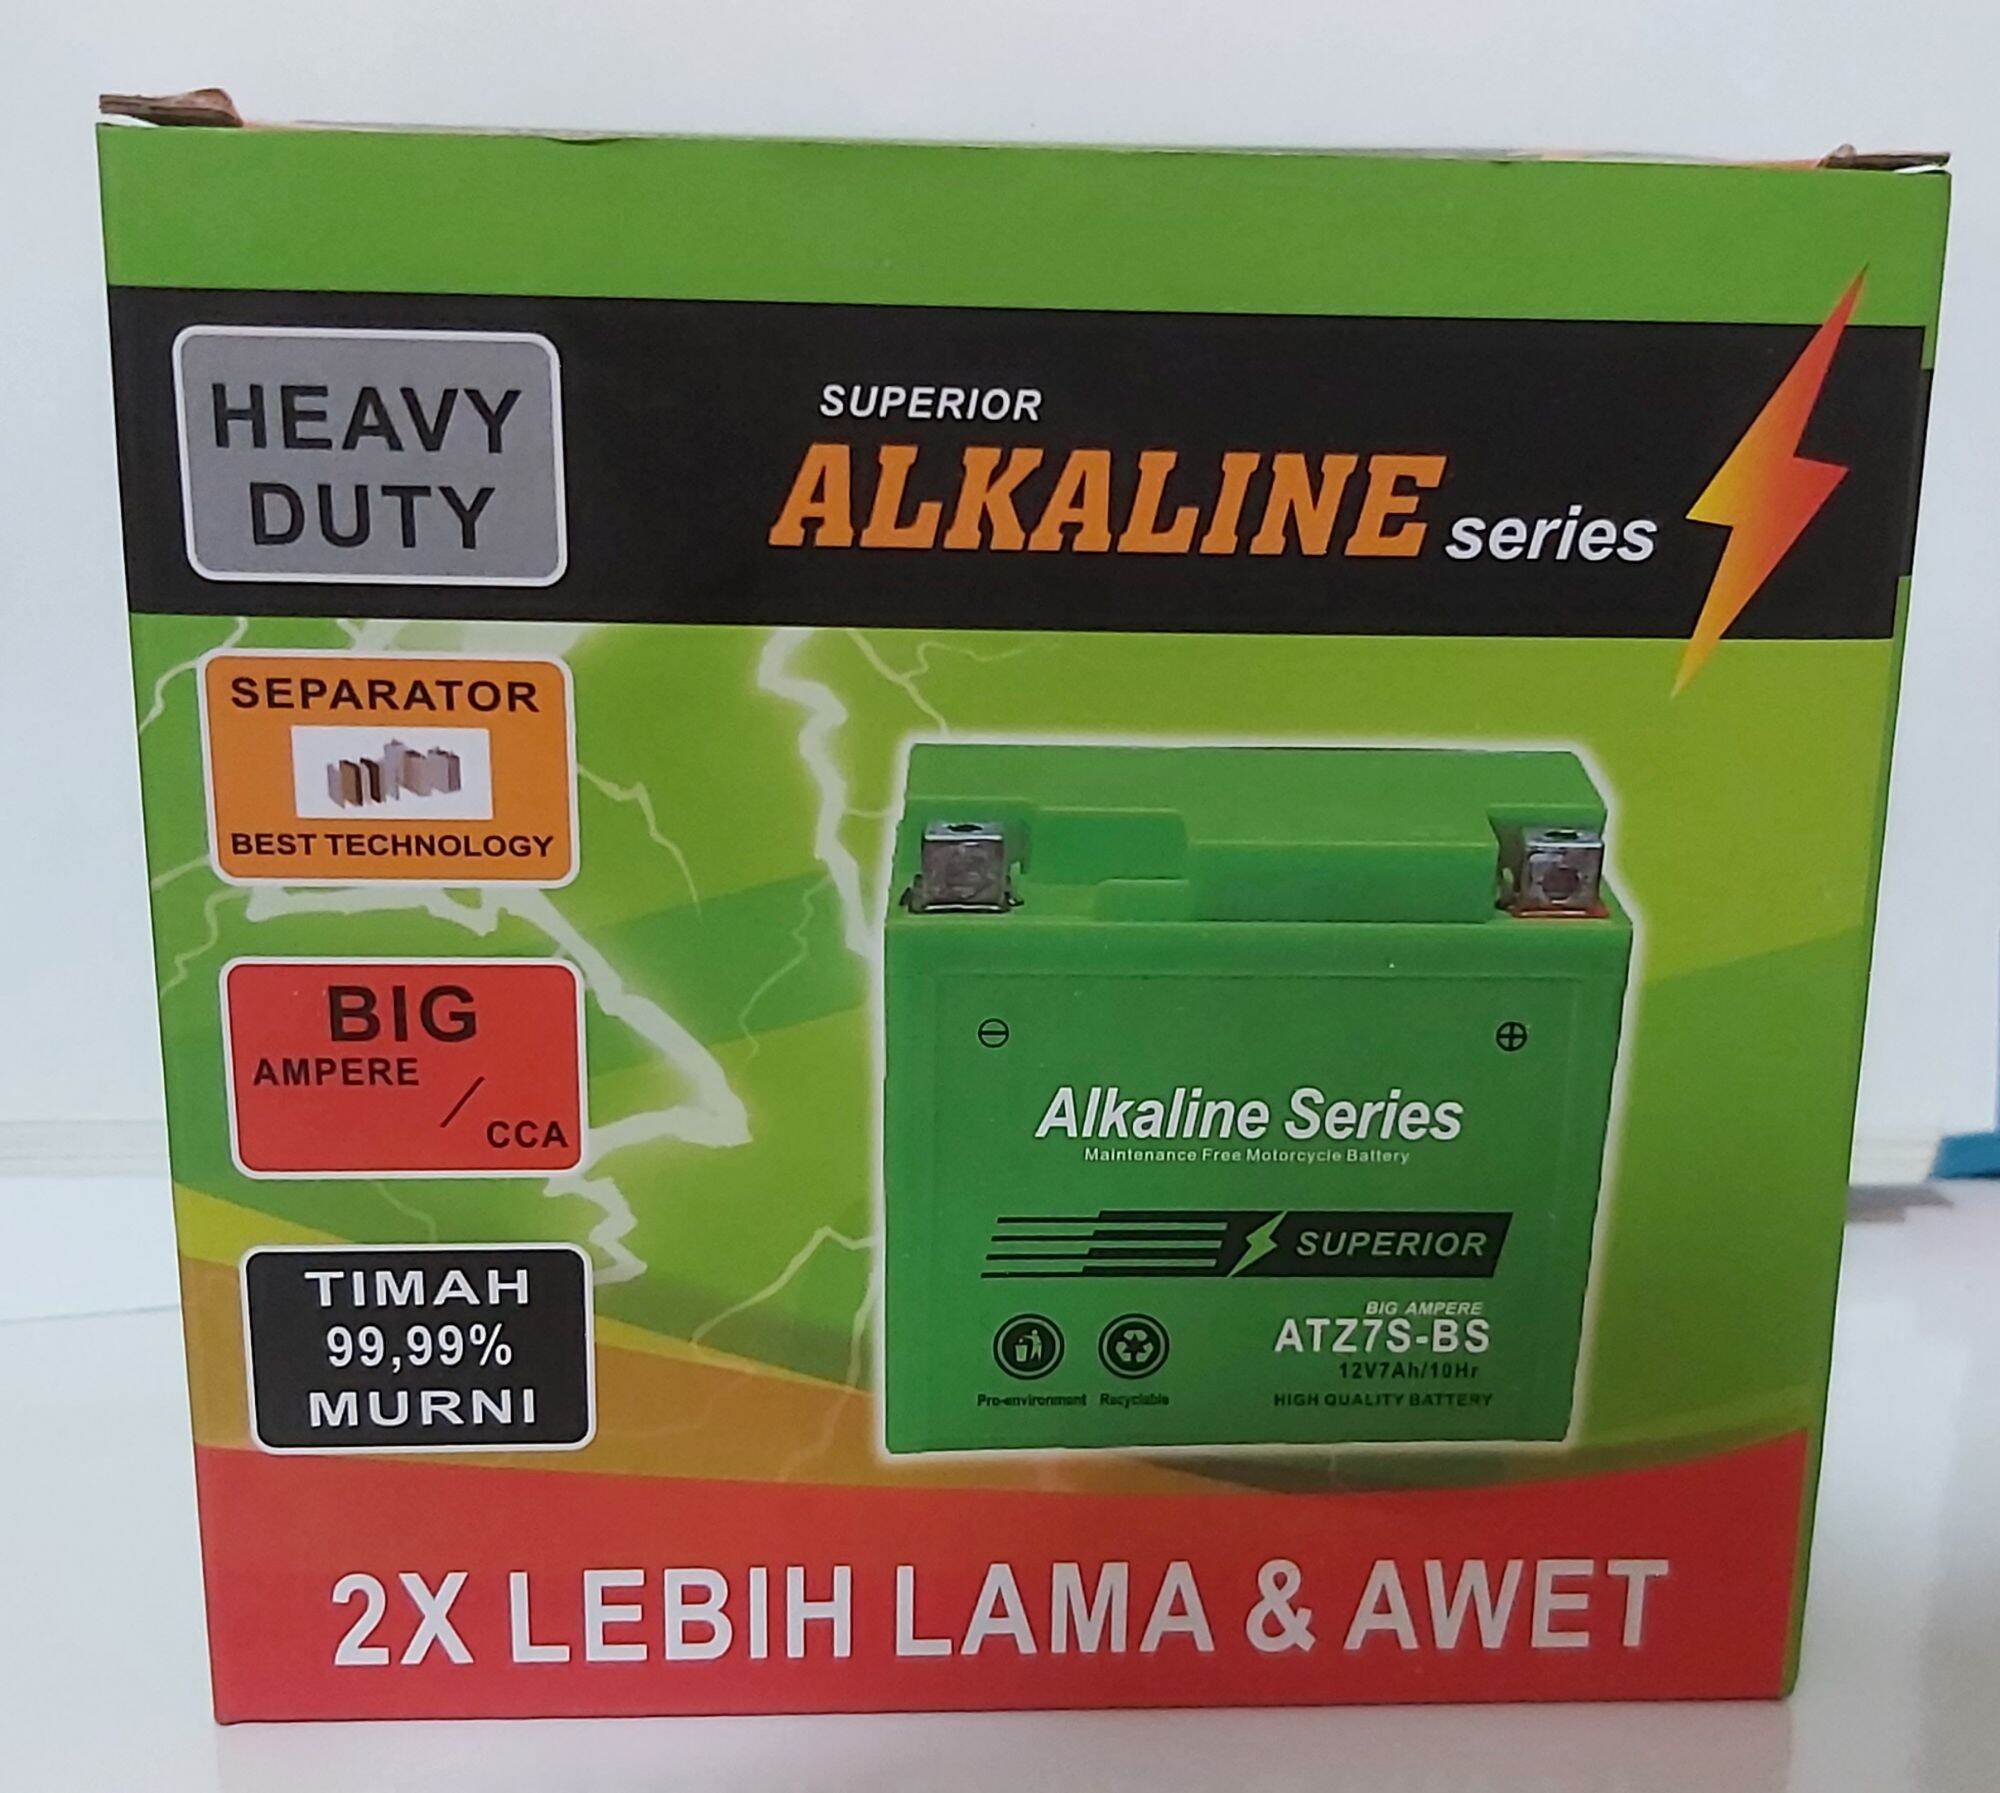 HEAVY
DUTY
SUPERIOR
ALKALINE series
SEPARATOR
BEST TECHNOLOGY
BIG
AMPERE /
CCA
TIMAH
99,99%
MURNI
⊖ ⊕
Alkaline Series
Maintenance Free Motorcycle Battery
SUPERIOR
BIG AMPERE
ATZ7S-BS
12V7Ah/10Hr
Pro-environment Recyclable
HIGH QUALITY BATTERY
2X LEBIH LAMA & AWET